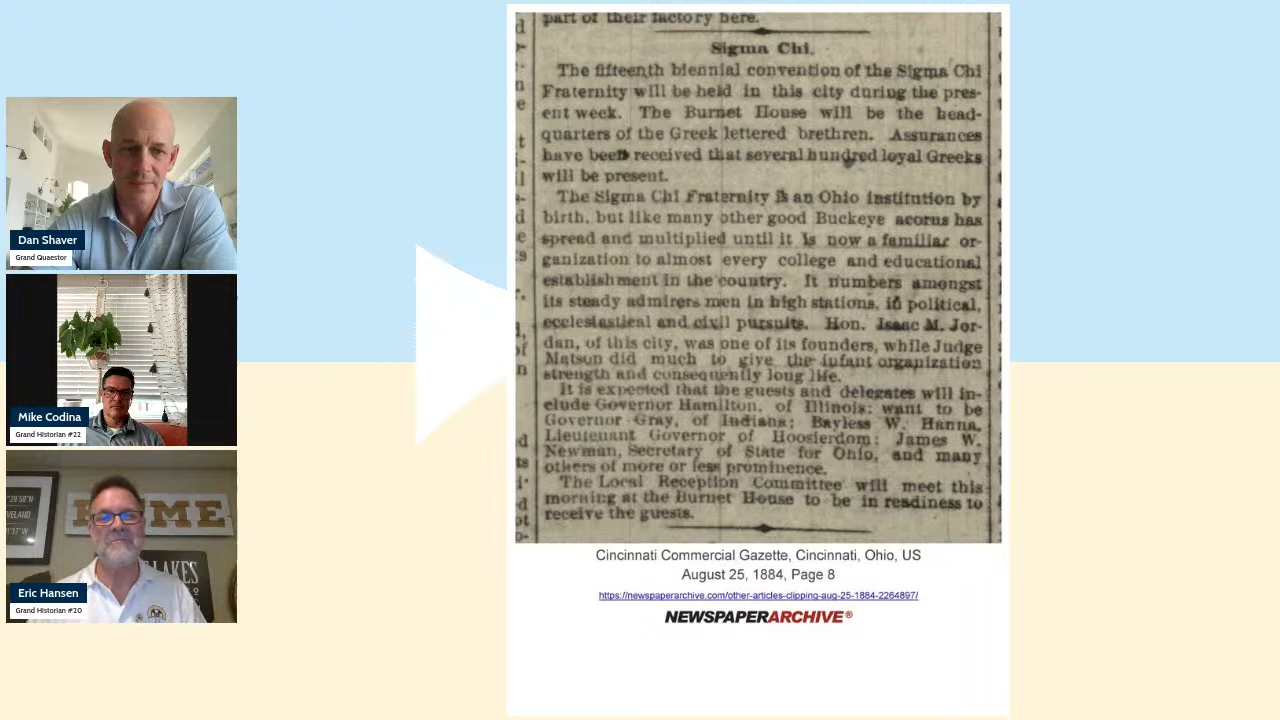 Dan Shaver
Grand Quaestor
Mike Codina
Grand Historian #22
Eric Hansen
Grand Historian #20
part of their factory here.
Sigma Chi.
The fifteenth biennial convention of the Sigma Chi
Fraternity will be held in this city during the pres-
ent week. The Burnet House will be the head-
quarters of the Greek lettered brethren. Assurances
have been received that several hundred loyal Greeks
will be present.
The Sigma Chi Fraternity is an Ohio institution by
birth, but like many other good Buckeye acorns has
spread and multiplied until it is now a familiar or-
ganization to almost every college and educational
establishment in the country. It numbers amongst
its steady admirers men in high stations, in political,
ecclesiastical and civil pursuits. Hon. Isaac M. Jor-
dan, of this city, was one of its founders, while Judge
Matson did much to give the infant organization
strength and consequently long life.
It is expected that the guests and delegates will in-
clude Governor Hamilton, of Illinois; want to be
Governor Gray, of Indiana; Bayless W. Hanna,
Lieutenant Governor of Hoosierdom; James W.
Newman, Secretary of State for Ohio, and many
others of more or less prominence.
The Local Reception Committee will meet this
morning at the Burnet House to be in readiness to
receive the guests.
Cincinnati Commercial Gazette, Cincinnati, Ohio, US
August 25, 1884, Page 8
https://newspaperarchive.com/other-articles-clipping-aug-25-1884-2264897/
NEWSPAPERARCHIVE®